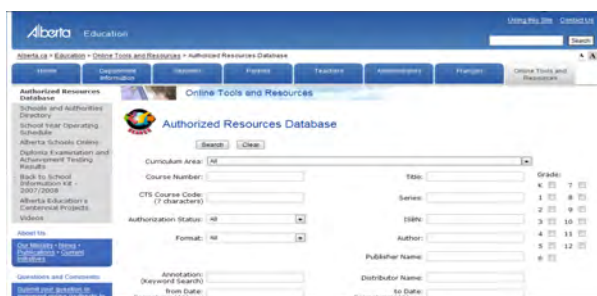 Using this Site Contact Us
Alberta Education
Search
Alberta.ca > Education > Online Tools and Resources > Authorized Resources Database
Home
Department Information
Students
Parents
Teachers
Administrators
Français
Online Tools and Resources
Authorized Resources Database
Schools and Authorities Directory
School Year Operating Schedule
Alberta Schools Online
Diploma Examination and Achievement Testing Results
Back to School Information Kit - 2007/2008
Alberta Education's Centennial Projects
Videos
About Us
Our Ministry - News - Publications - Current Initiatives
Questions and Comments
Online Tools and Resources
Authorized Resources Database
Search Clear
Curriculum Area: All
Course Number:
Title:
Grade:
CTS Course Code: (7 characters)
Series:
Authorization Status: All
ISBN:
Format: All
Author:
Publisher Name:
K 7
1 8
2 9
3 10
4 11
5 12
6
Annotation: (Keyword Search)
Distributor Name:
from Date:
to Date: